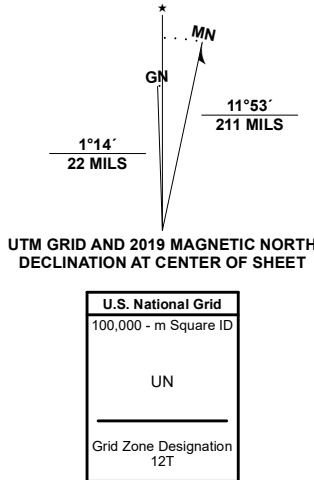 ★
MN
GN
11°53´
211 MILS
1°14´
22 MILS
UTM GRID AND 2019 MAGNETIC NORTH
DECLINATION AT CENTER OF SHEET
U.S. National Grid
100,000 - m Square ID
UN
Grid Zone Designation
12T